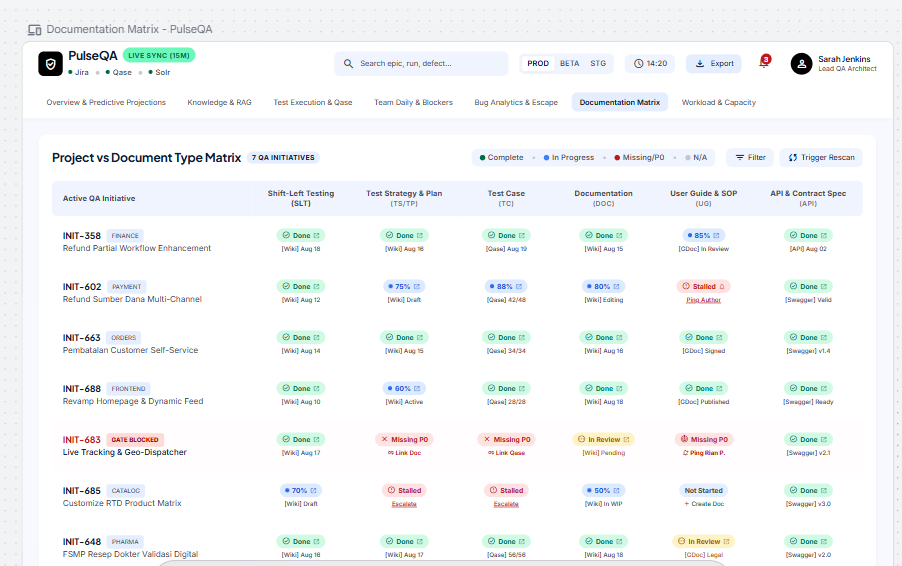 Documentation Matrix - PulseQA
PulseQA LIVE SYNC (15M)
Jira Qase Solr
Search epic, run, defect...
PROD BETA STG
14:20
Export
3
Sarah Jenkins
Lead QA Architect
Overview & Predictive Projections Knowledge & RAG Test Execution & Qase Team Daily & Blockers Bug Analytics & Escape Documentation Matrix Workload & Capacity
Project vs Document Type Matrix 7 QA INITIATIVES
Complete In Progress Missing/P0 N/A Filter Trigger Rescan
Active QA Initiative
Shift-Left Testing Test Strategy & Plan Test Case Documentation User Guide & SOP API & Contract Spec
(SLT) (TS/TP) (TC) (DOC) (UG) (API)
INIT-358 FINANCE Done Done Done Done 85% Done
Refund Partial Workflow Enhancement [Wiki] Aug 18 [Wiki] Aug 16 [Qase] Aug 19 [Wiki] Aug 15 [GDoc] In Review [API] Aug 02
INIT-602 PAYMENT Done 75% 88% 80% Stalled Done
Refund Sumber Dana Multi-Channel [Wiki] Aug 12 [Wiki] Draft [Qase] 42/48 [Wiki] Editing Ping Author [Swagger] Valid
INIT-663 ORDERS Done Done Done Done Done Done
Pembatalan Customer Self-Service [Wiki] Aug 14 [Wiki] Aug 15 [Qase] 34/34 [Wiki] Aug 16 [GDoc] Signed [Swagger] v1.4
INIT-688 FRONTEND Done 60% Done Done Done Done
Revamp Homepage & Dynamic Feed [Wiki] Aug 10 [Wiki] Active [Qase] 28/28 [Wiki] Aug 18 [GDoc] Published [Swagger] Ready
INIT-683 GATE BLOCKED Done Missing P0 Missing P0 In Review Missing P0 Done
Live Tracking & Geo-Dispatcher [Wiki] Aug 17 Link Doc Link Qase [Wiki] Pending Ping Rian P. [Swagger] v2.1
INIT-685 CATALOG 70% Stalled Stalled 50% Not Started Done
Customize RTD Product Matrix [Wiki] Draft Escalate Escalate [Wiki] In WIP + Create Doc [Swagger] v3.0
INIT-648 PHARMA Done Done Done Done In Review Done
FSMP Resep Dokter Validasi Digital [Wiki] Aug 16 [Wiki] Aug 17 [Qase] 56/56 [Wiki] Aug 18 [GDoc] Legal [Swagger] v2.0